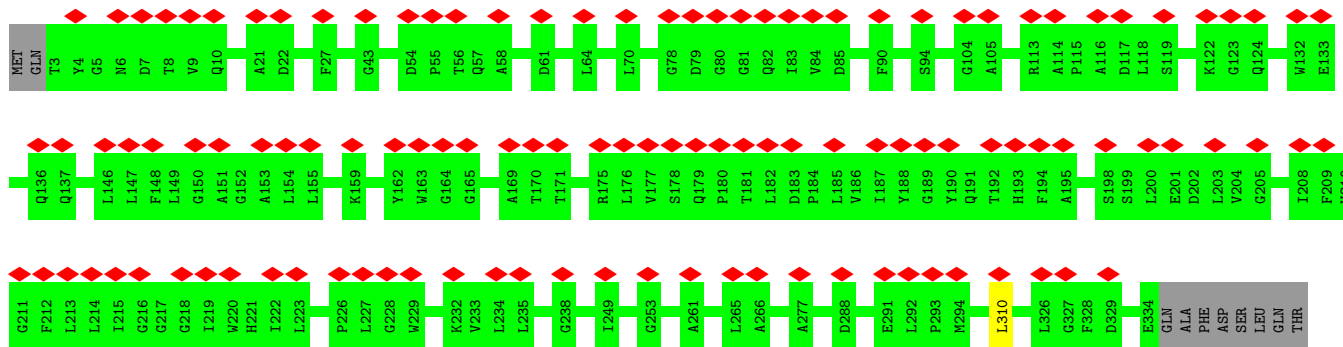 MET GLN T3 Y4 G5 N6 D7 T8 V9 Q10 A21 D22 F27 G43 D54 P55 T56 Q57 A58 D61 L64 L70 G78 D79 G80 G81 Q82 I83 V84 D85 F90 S94 G104 A105 R113 A114 P115 A116 D117 L118 S119 K122 G123 Q124 W132 E133
Q136 Q137 L146 L147 F148 L149 G150 A151 G152 A153 L154 L155 K159 Y162 W163 G164 G165 A169 T170 T171 R175 L176 V177 S178 Q179 P180 T181 L182 D183 P184 L185 V186 I187 Y188 G189 Y190 Q191 T192 H193 F194 A195 S198 S199 L200 E201 D202 L203 V204 G205 I208 F209
G211 F212 L213 L214 I215 G216 G217 G218 I219 W220 H221 I222 L223 P226 L227 G228 W229 K232 V233 L234 L235 G238 I249 G253 A261 L265 A266 A277 D288 E291 L292 P293 M294 L310 L326 G327 F328 D329 E334 GLN ALA PHE ASP SER LEU GLN THR